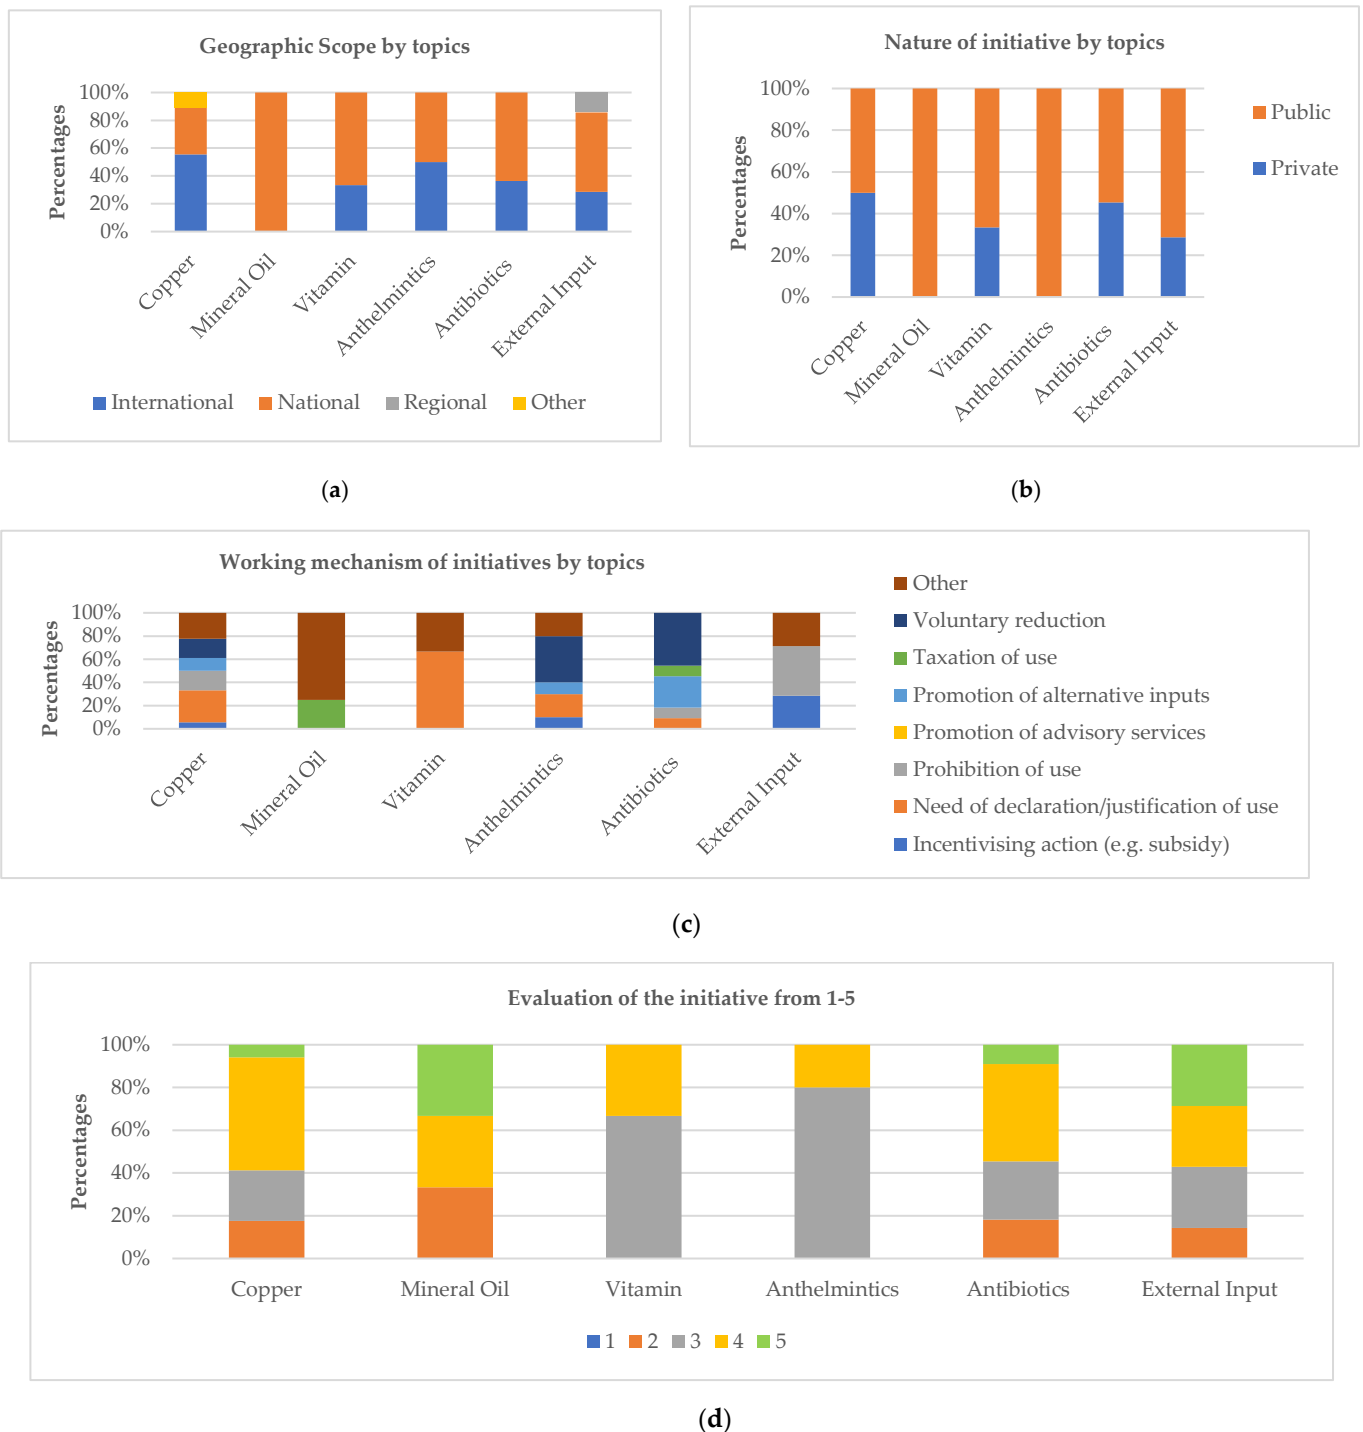 Geographic Scope by topics
Percentages
100%
80%
60%
40%
20%
0%
Copper
Mineral Oil
Vitamin
Anthelmintics
Antibiotics
External Input
International National Regional Other
(a)
Nature of initiative by topics
Percentages
100%
80%
60%
40%
20%
0%
Copper
Mineral Oil
Vitamin
Anthelmintics
Antibiotics
External Input
Public
Private
(b)
Working mechanism of initiatives by topics
Percentages
100%
80%
60%
40%
20%
0%
Copper
Mineral Oil
Vitamin
Anthelmintics
Antibiotics
External Input
Other
Voluntary reduction
Taxation of use
Promotion of alternative inputs
Promotion of advisory services
Prohibition of use
Need of declaration/justification of use
Incentivising action (e.g. subsidy)
(c)
Evaluation of the initiative from 1-5
Percentages
100%
80%
60%
40%
20%
0%
Copper Mineral Oil Vitamin Anthelmintics Antibiotics External Input
1 2 3 4 5
(d)